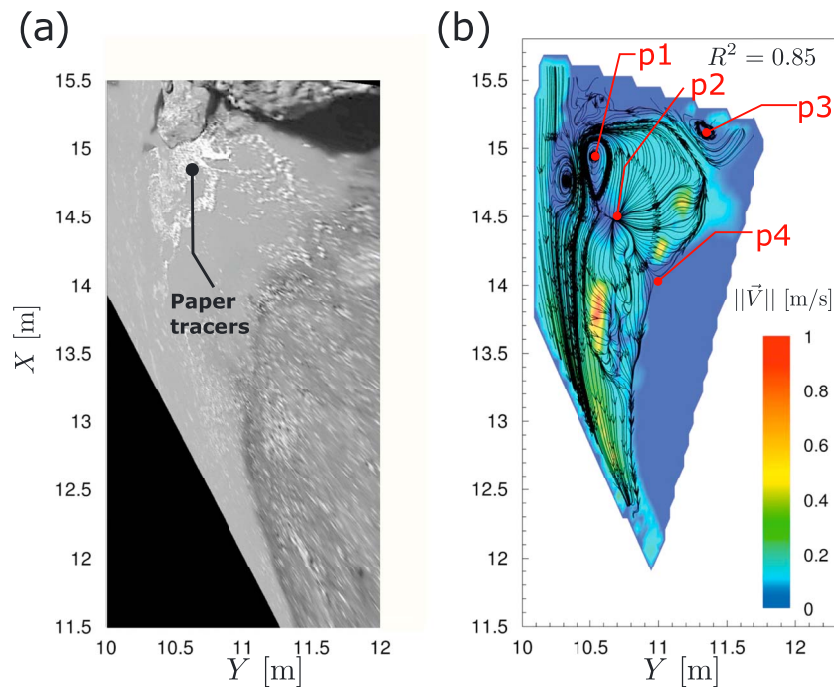 (a)
15.5
15
14.5
14
13.5
13
12.5
12
11.5
10
10.5
11
11.5
12
X [m]
Y [m]
Paper
tracers
(b)
R² = 0.85
p1
p2
p3
p4
||V⃗|| [m/s]
1
0.8
0.6
0.4
0.2
0
15.5
15
14.5
14
13.5
13
12.5
12
11.5
10
10.5
11
11.5
12
Y [m]